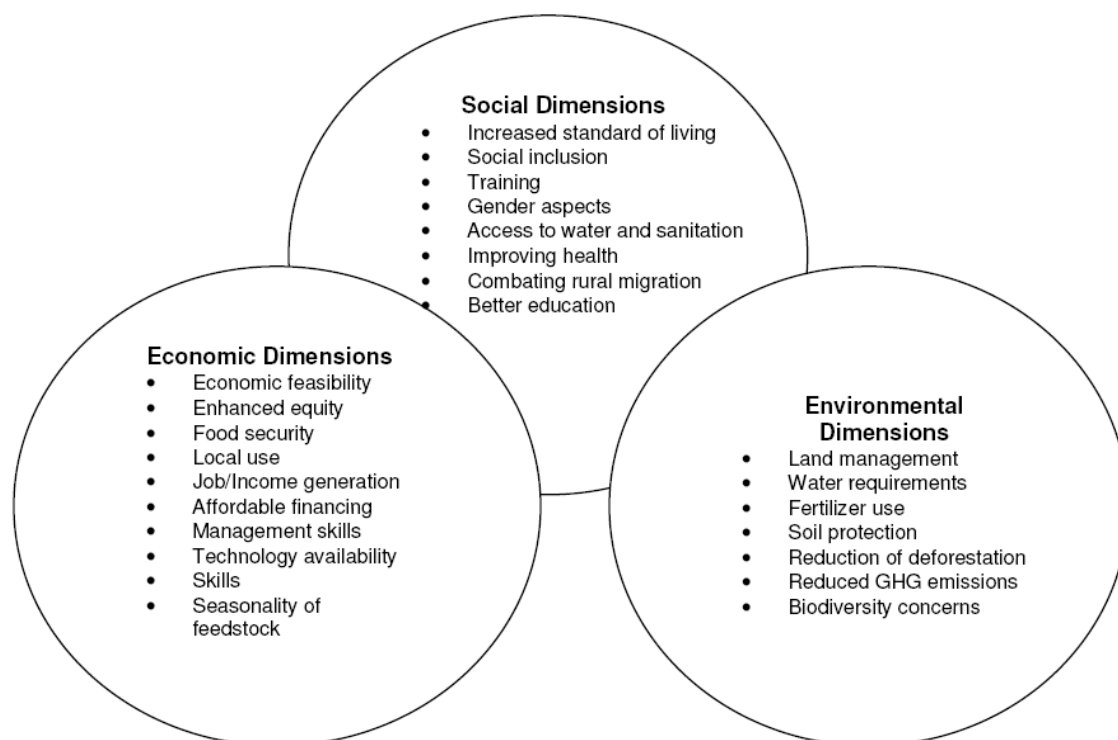 Social Dimensions
• Increased standard of living
• Social inclusion
• Training
• Gender aspects
• Access to water and sanitation
• Improving health
• Combating rural migration
• Better education
Economic Dimensions
• Economic feasibility
• Enhanced equity
• Food security
• Local use
• Job/Income generation
• Affordable financing
• Management skills
• Technology availability
• Skills
• Seasonality of
feedstock
Environmental
Dimensions
• Land management
• Water requirements
• Fertilizer use
• Soil protection
• Reduction of deforestation
• Reduced GHG emissions
• Biodiversity concerns